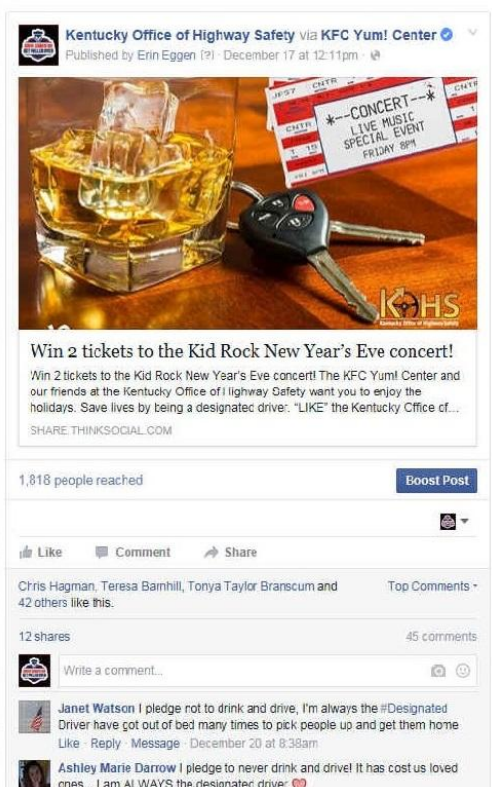 Kentucky Office of Highway Safety via KFC Yum! Center
Published by Erin Eggen [?] · December 17 at 12:11pm ·
CNTR
*--CONCERT--*
LIVE MUSIC
SPECIAL EVENT
FRIDAY 8PM
KOHS
Kentucky Office of Highway Safety
Win 2 tickets to the Kid Rock New Year's Eve concert!
Win 2 tickets to the Kid Rock New Year's Eve concert! The KFC Yum! Center and
our friends at the Kentucky Office of Highway Safety want you to enjoy the
holidays. Save lives by being a designated driver. "LIKE" the Kentucky Office of...
SHARE.THINKSOCIAL.COM
1,818 people reached
Boost Post
Like Comment Share
Chris Hagman, Teresa Barnhill, Tonya Taylor Branscum and
42 others like this.
Top Comments
12 shares
45 comments
Write a comment...
Janet Watson I pledge not to drink and drive, I'm always the #Designated
Driver have got out of bed many times to pick people up and get them home
Like · Reply · Message · December 20 at 8:38am
Ashley Marie Darrow I pledge to never drink and drive! It has cost us loved
ones... I am ALWAYS the designated driver